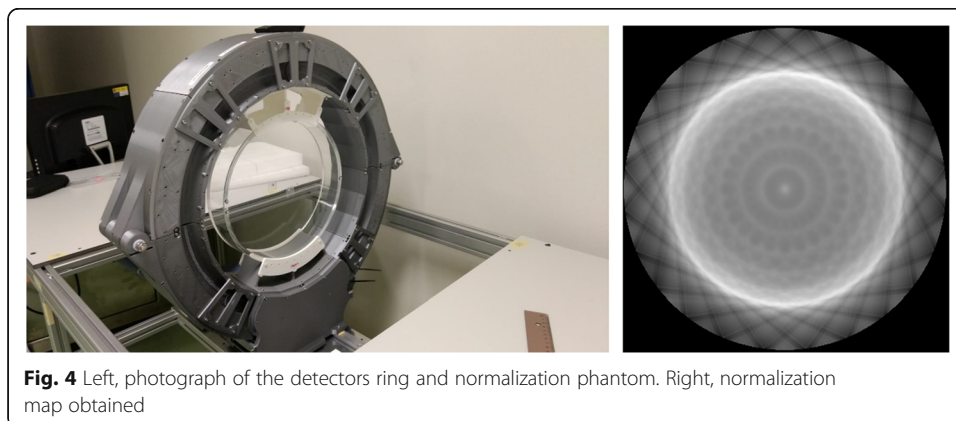 Fig. 4 Left, photograph of the detectors ring and normalization phantom. Right, normalization
map obtained